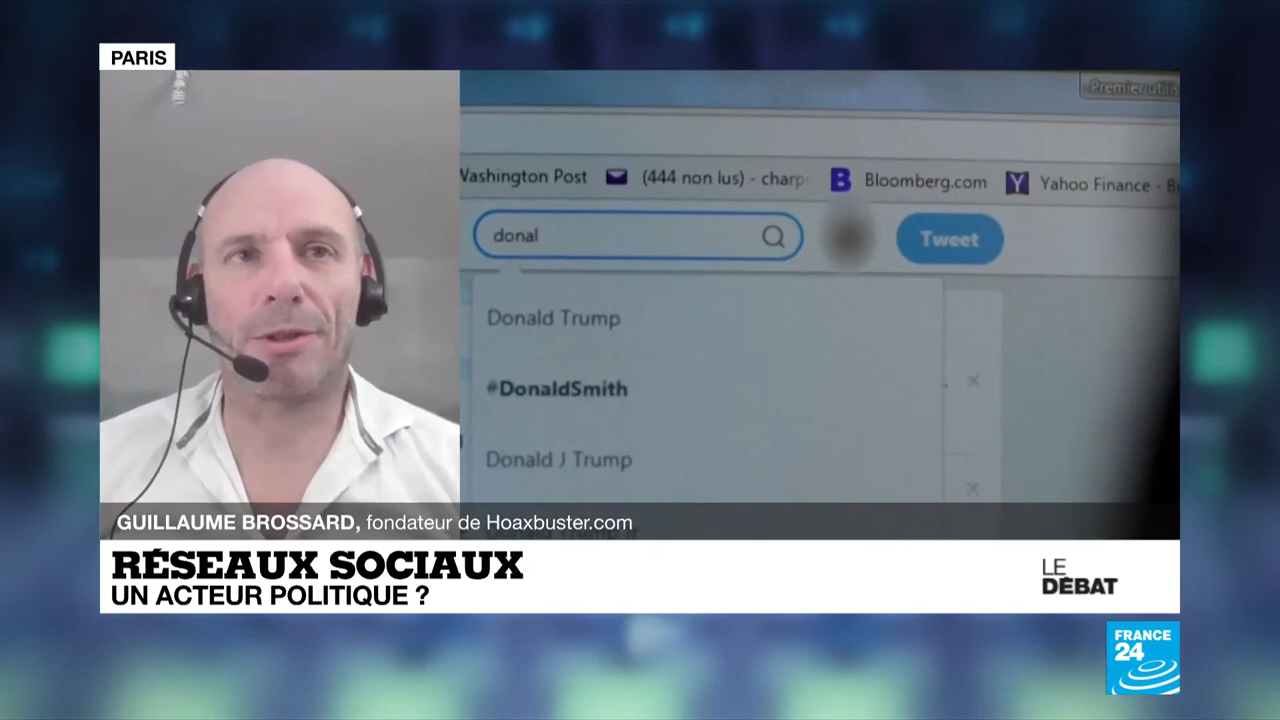 PARIS
Washington Post
(444 non lus) - charp
B
Bloomberg.com
Y
Yahoo Finance - B
donal
Tweet
Donald Trump
#DonaldSmith
Donald J Trump
GUILLAUME BROSSARD, fondateur de Hoaxbuster.com
RÉSEAUX SOCIAUX
UN ACTEUR POLITIQUE ?
LE
DÉBAT
FRANCE
24